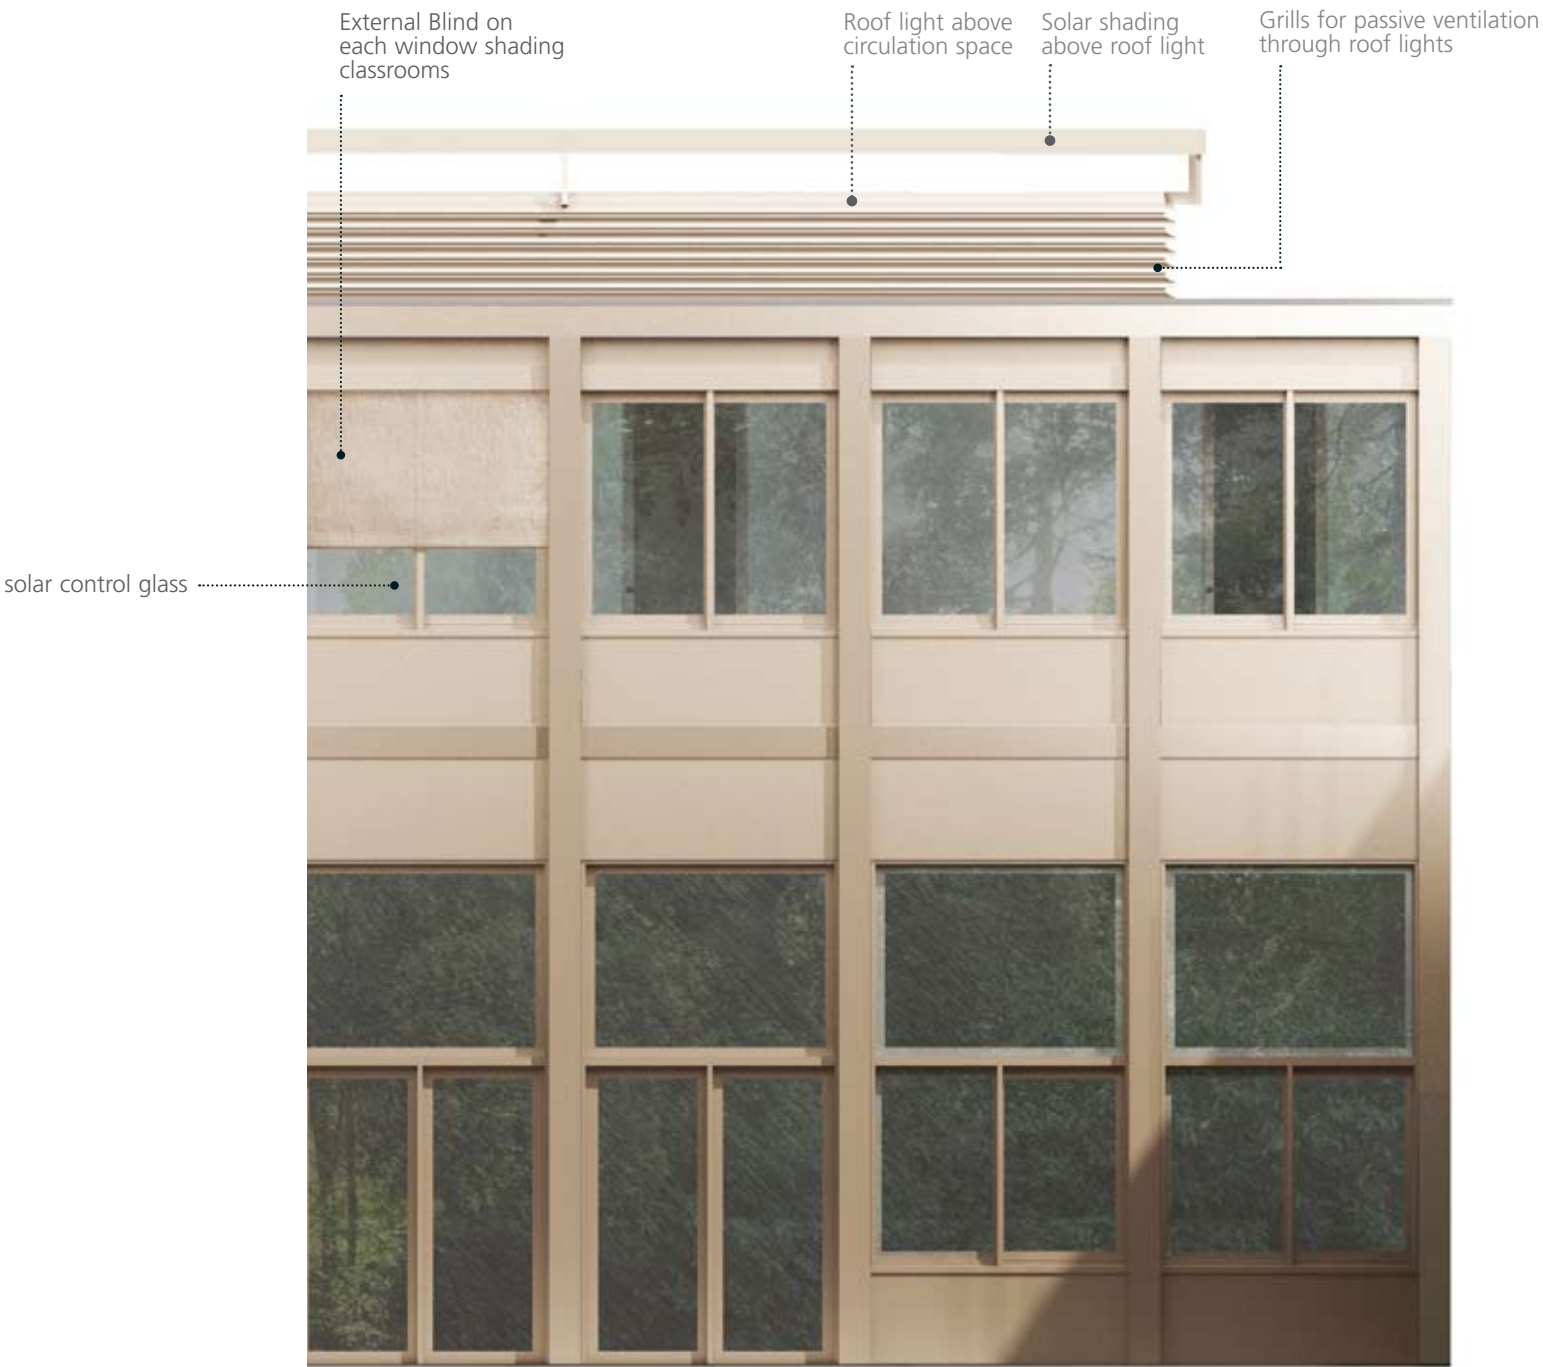 External Blind on
each window shading
classrooms
Roof light above
circulation space
Solar shading
above roof light
Grills for passive ventilation
through roof lights
solar control glass